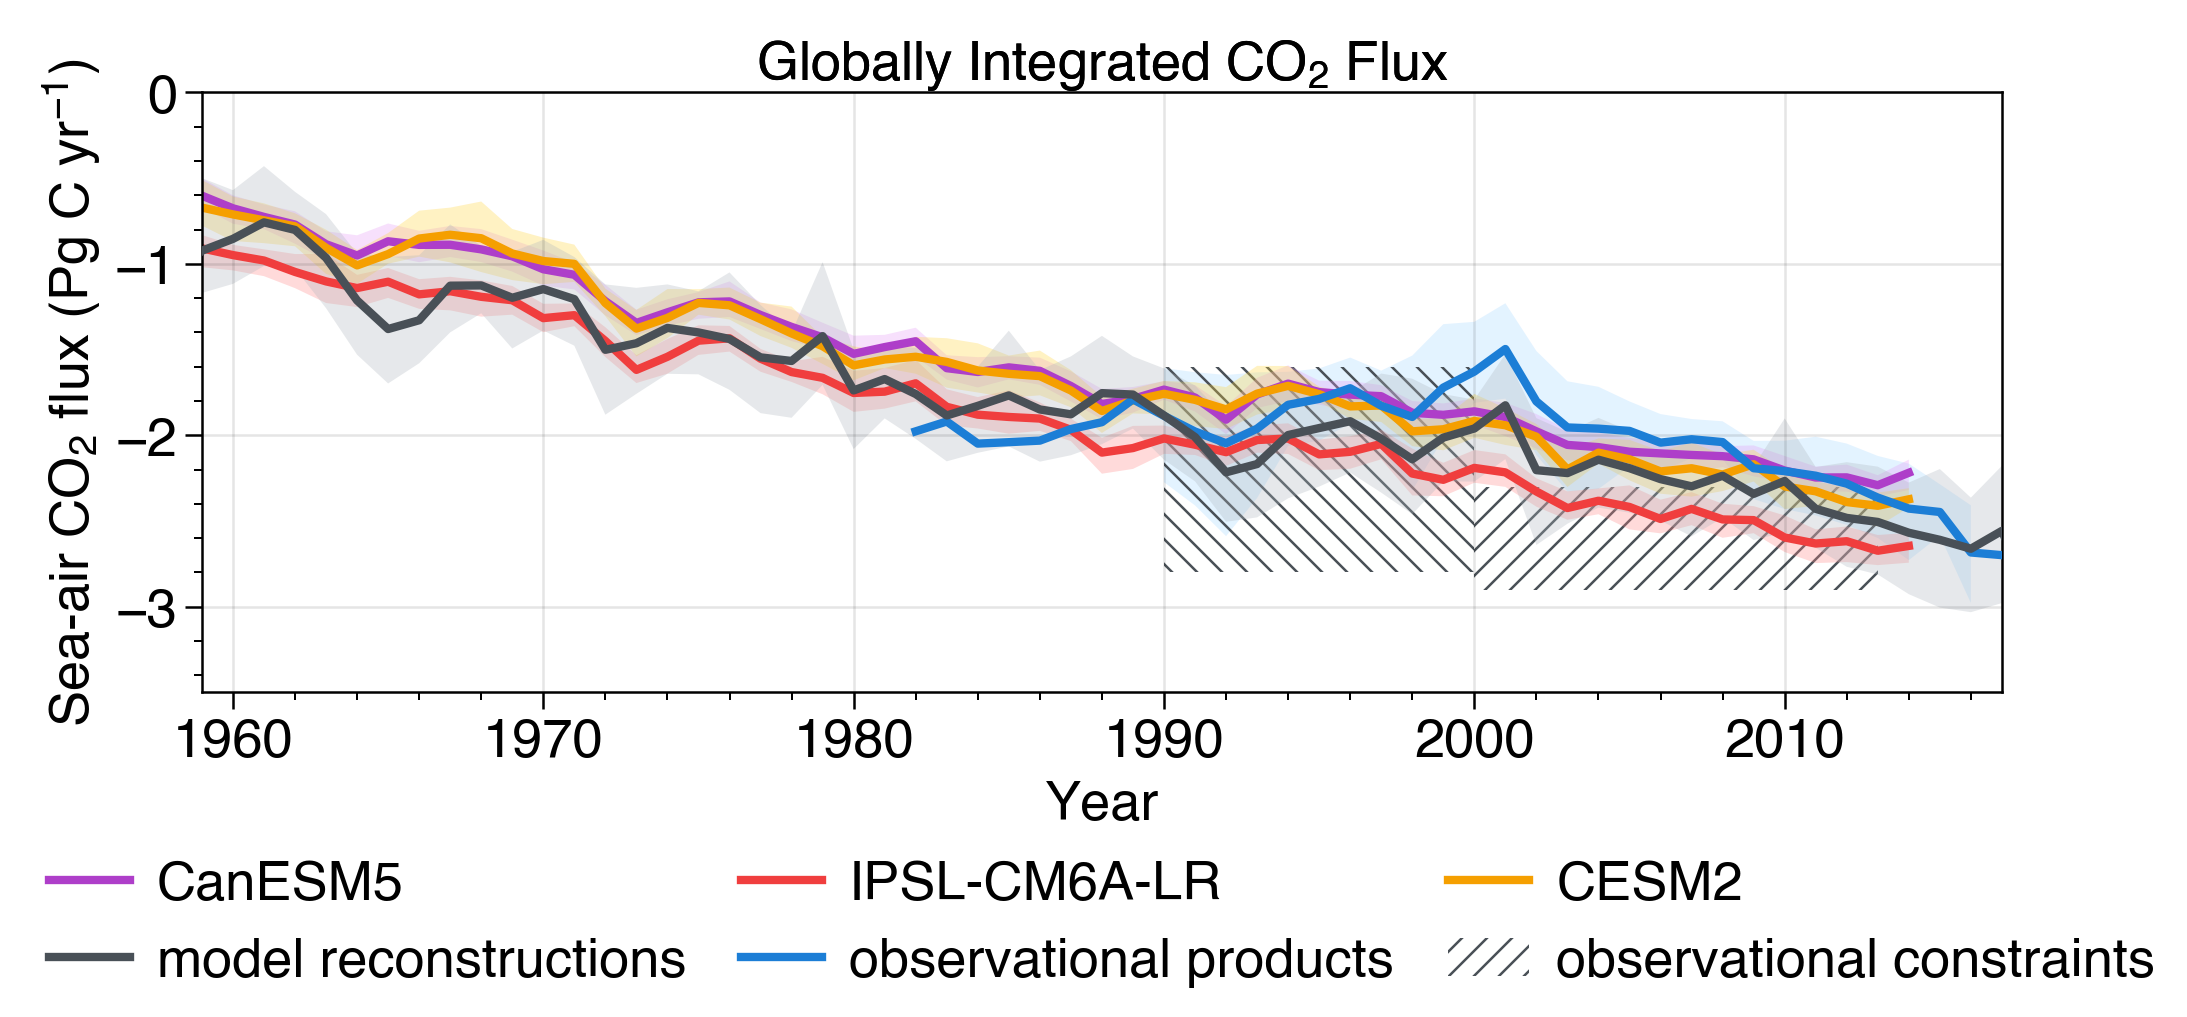 Globally Integrated CO₂ Flux
Sea-air CO₂ flux (Pg C yr⁻¹)
0
−1
−2
−3
1960 1970 1980 1990 2000 2010
Year
CanESM5 IPSL-CM6A-LR CESM2
model reconstructions observational products observational constraints